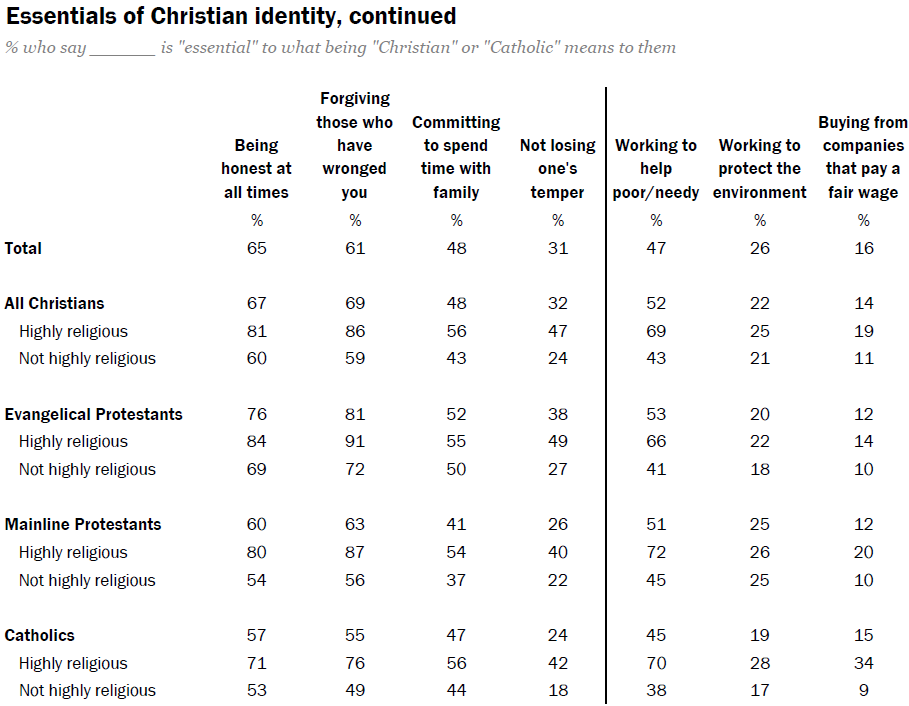 Essentials of Christian identity, continued
% who say ______ is "essential" to what being "Christian" or "Catholic" means to them
Being honest at all times Forgiving those who have wronged you Committing to spend time with family Not losing one's temper Working to help poor/needy Working to protect the environment Buying from companies that pay a fair wage
% % % % % % %
Total 65 61 48 31 47 26 16
All Christians 67 69 48 32 52 22 14
Highly religious 81 86 56 47 69 25 19
Not highly religious 60 59 43 24 43 21 11
Evangelical Protestants 76 81 52 38 53 20 12
Highly religious 84 91 55 49 66 22 14
Not highly religious 69 72 50 27 41 18 10
Mainline Protestants 60 63 41 26 51 25 12
Highly religious 80 87 54 40 72 26 20
Not highly religious 54 56 37 22 45 25 10
Catholics 57 55 47 24 45 19 15
Highly religious 71 76 56 42 70 28 34
Not highly religious 53 49 44 18 38 17 9